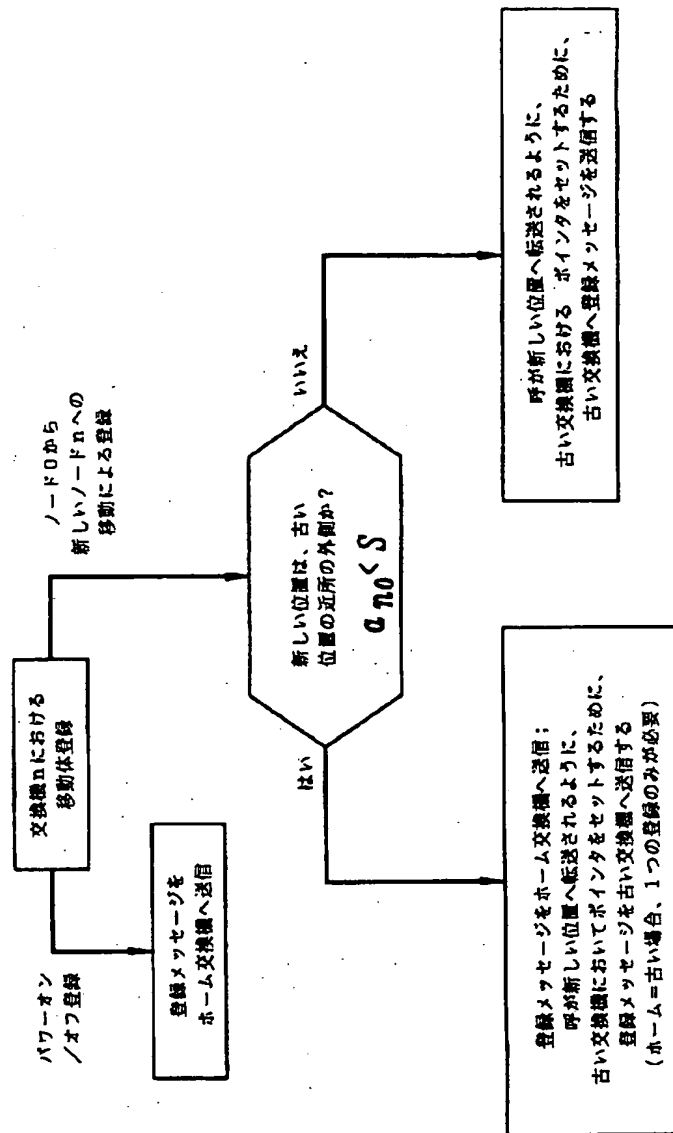 交換機nにおける
移動体登録
パワーオン
／オフ登録
登録メッセージを
ホーム交換機へ送信
ノード0から
新しいノードnへの
移動による登録
新しい位置は、古い
位置の近所の外側か？
a n0 < S
はい
いいえ
登録メッセージをホーム交換機へ送信；
呼が新しい位置へ転送されるように、
古い交換機においてポインタをセットするために、
登録メッセージを古い交換機へ送信する
(ホーム＝古い場合、1つの登録のみが必要)
呼が新しい位置へ転送されるように、
古い交換機における ポインタをセットするために、
古い交換機へ登録メッセージを送信する